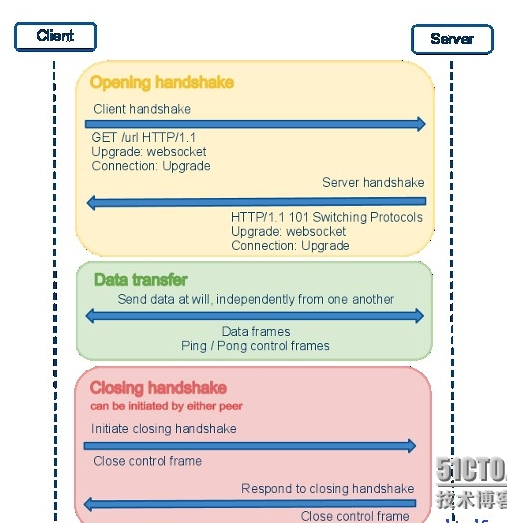 Client
Server
Opening handshake
Client handshake
GET /url HTTP/1.1
Upgrade: websocket
Connection: Upgrade
Server handshake
HTTP/1.1 101 Switching Protocols
Upgrade: websocket
Connection: Upgrade
Data transfer
Send data at will, independently from one another
Data frames
Ping / Pong control frames
Closing handshake
can be initiated by either peer
Initiate closing handshake
Close control frame
Respond to closing handshake
Close control frame
51CTO.
技术博客